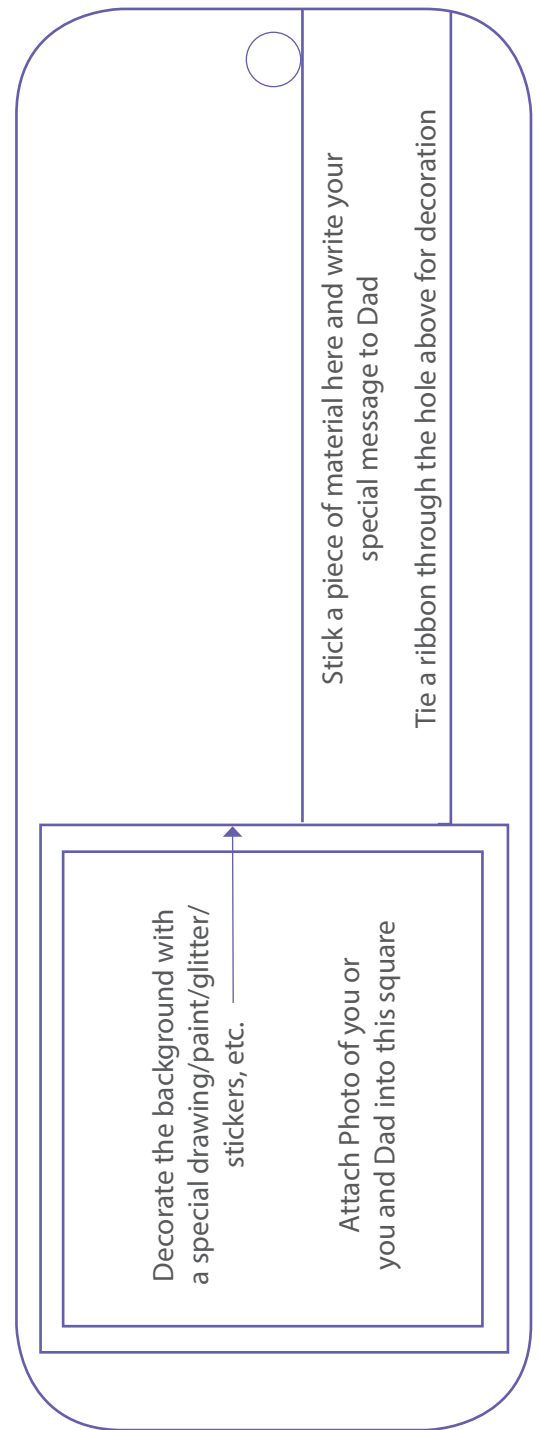 Decorate the background with
a special drawing/paint/glitter/
stickers, etc.
Attach Photo of you or
you and Dad into this square
Stick a piece of material here and write your
special message to Dad
Tie a ribbon through the hole above for decoration